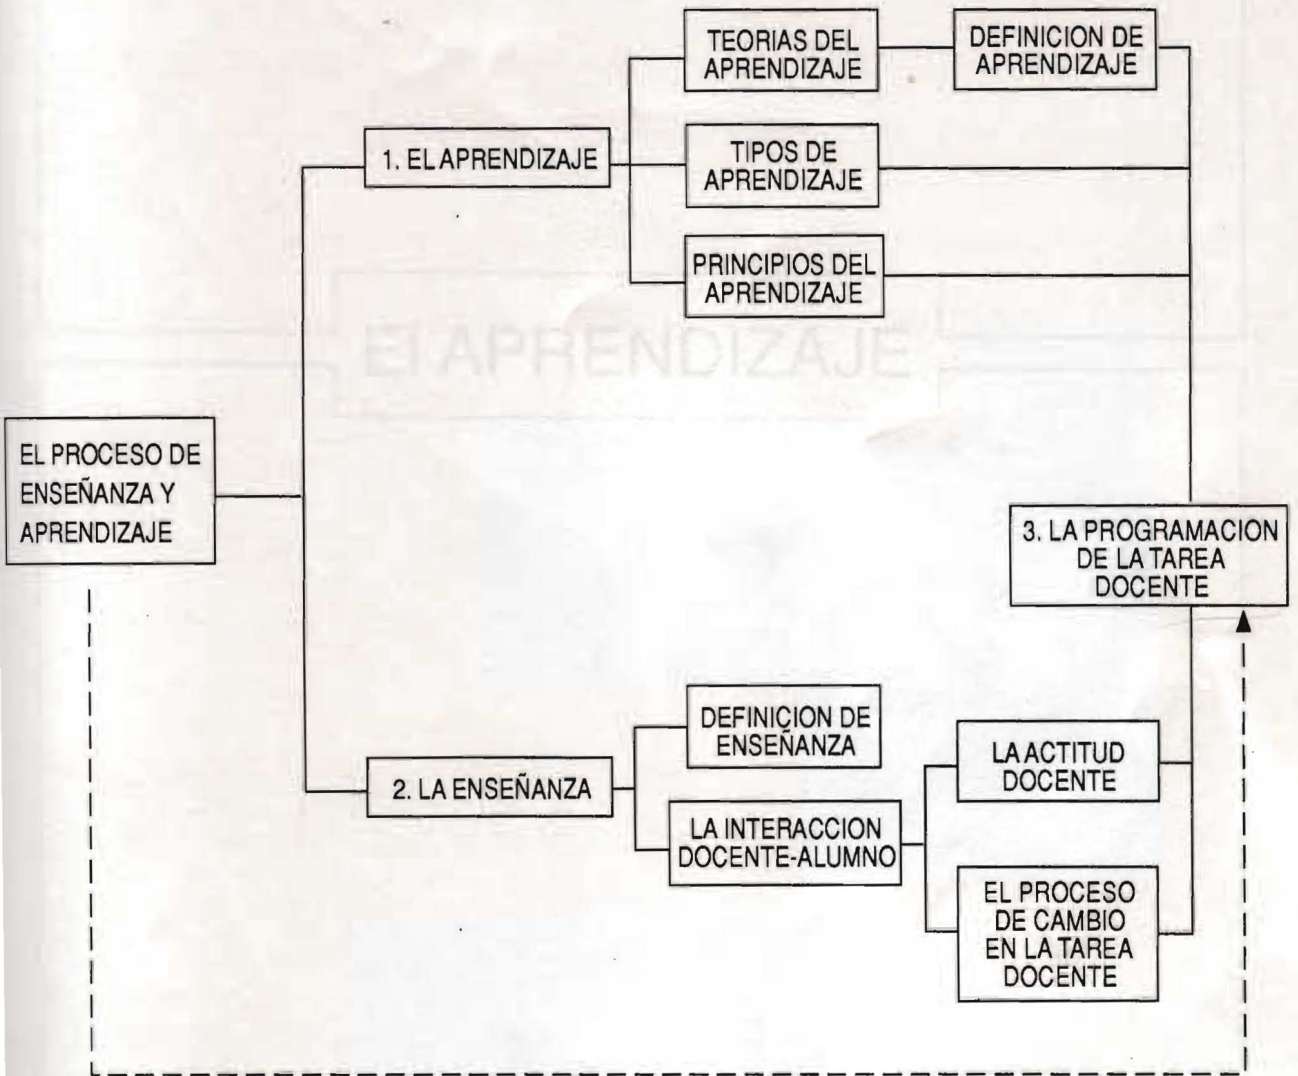 TEORIAS DEL
APRENDIZAJE
DEFINICION DE
APRENDIZAJE
1. EL APRENDIZAJE
TIPOS DE
APRENDIZAJE
PRINCIPIOS DEL
APRENDIZAJE
El APRENDIZAJE
EL PROCESO DE
ENSEÑANZA Y
APRENDIZAJE
3. LA PROGRAMACION
DE LA TAREA
DOCENTE
2. LA ENSEÑANZA
DEFINICION DE
ENSEÑANZA
LA INTERACCION
DOCENTE-ALUMNO
LA ACTITUD
DOCENTE
EL PROCESO
DE CAMBIO
EN LA TAREA
DOCENTE